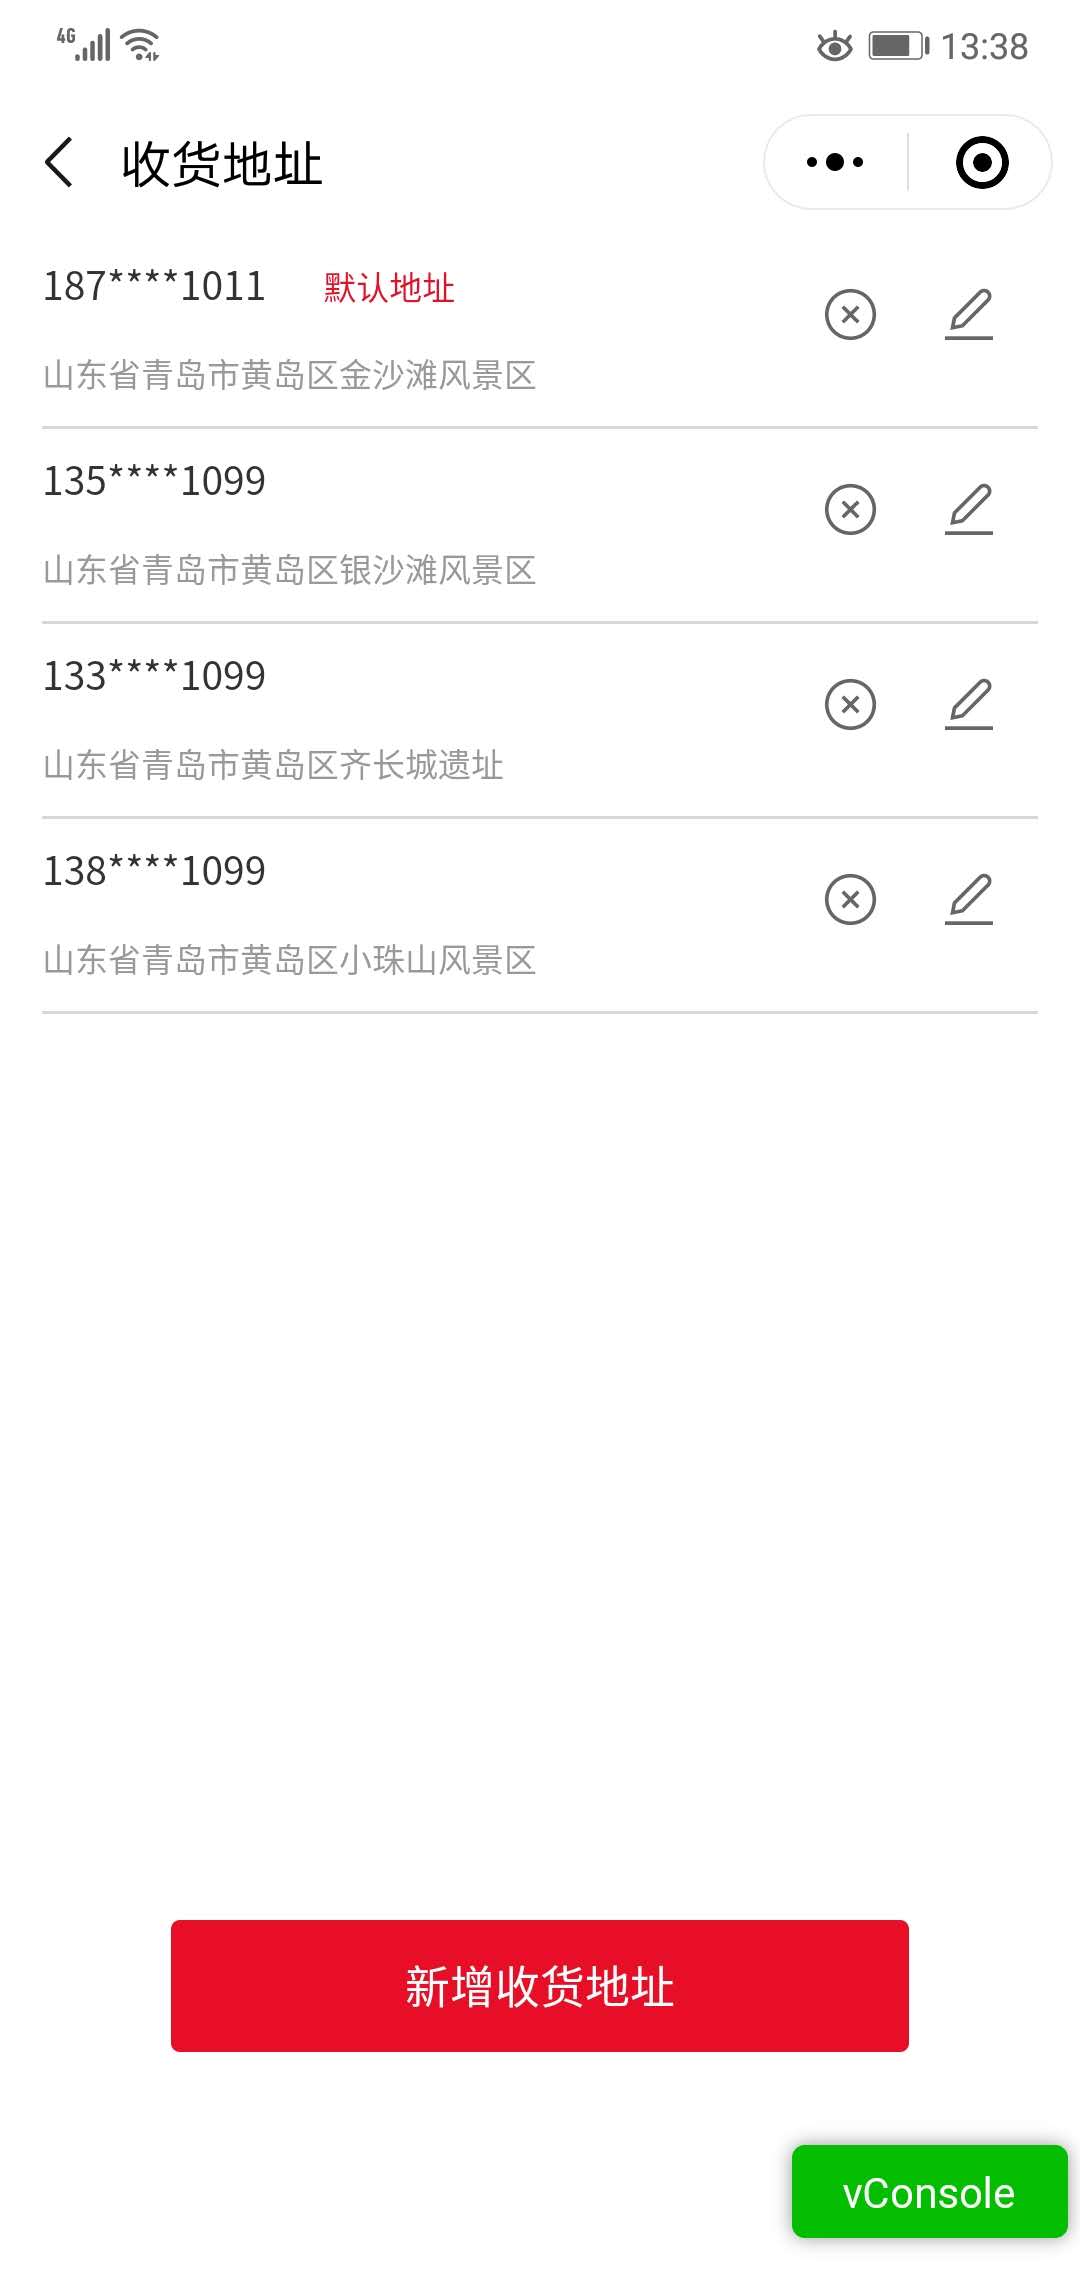 4G 13:38
收货地址
187****1011 默认地址
山东省青岛市黄岛区金沙滩风景区
135****1099
山东省青岛市黄岛区银沙滩风景区
133****1099
山东省青岛市黄岛区齐长城遗址
138****1099
山东省青岛市黄岛区小珠山风景区
新增收货地址
vConsole